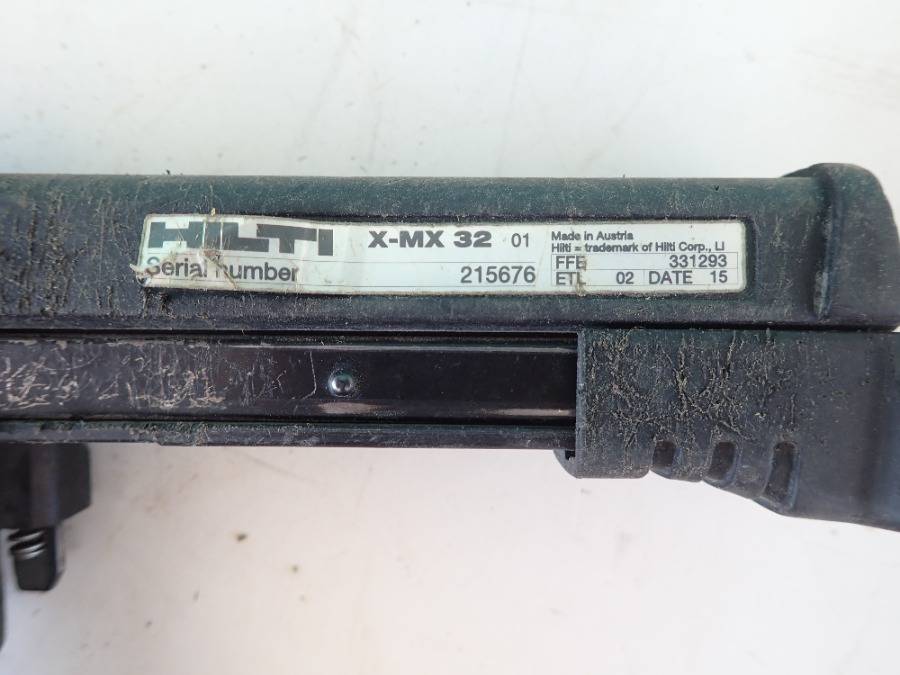 HILTI X-MX 32 01
Serial number 215676
Made in Austria
Hilti = trademark of Hilti Corp., LI
FFE 331293
ETL 02 DATE 15